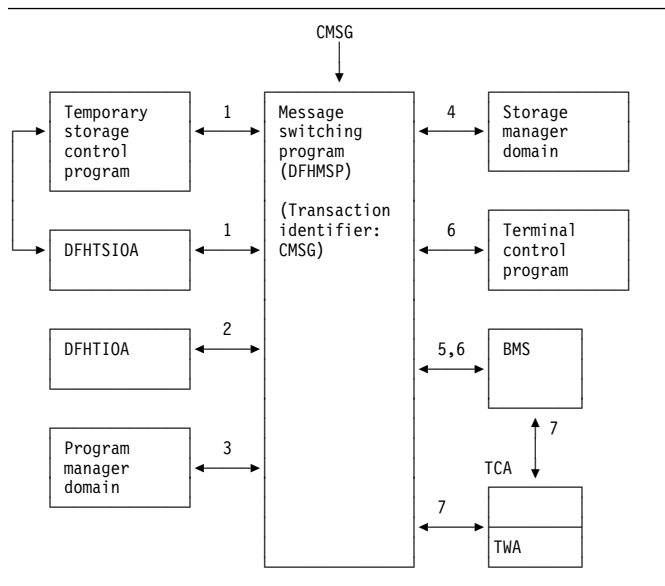 CMSG
Temporary
storage
control
program
1
Message
switching
program
(DFHMSP)
(Transaction
identifier:
CMSG)
4
Storage
manager
domain
DFHTSIOA
1
6
Terminal
control
program
DFHTIOA
2
5,6
BMS
7
Program
manager
domain
3
TCA
7
TWA